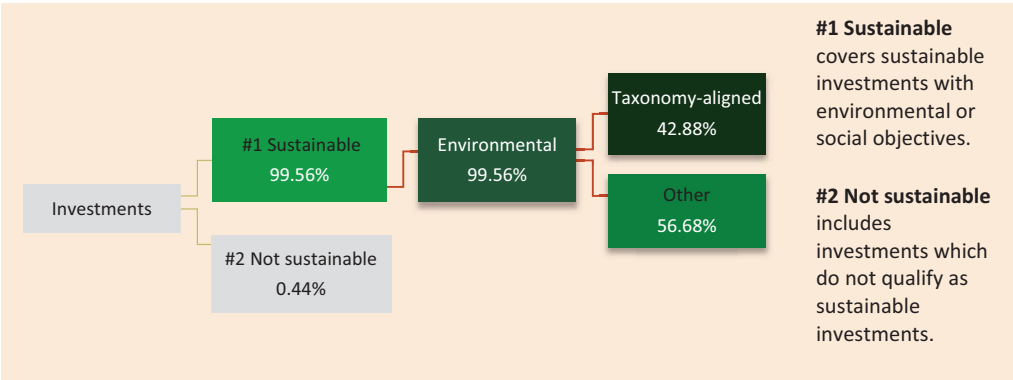 Investments
#1 Sustainable
99.56%
#2 Not sustainable
0.44%
Environmental
99.56%
Taxonomy-aligned
42.88%
Other
56.68%
#1 Sustainable
covers sustainable
investments with
environmental or
social objectives.
#2 Not sustainable
includes
investments which
do not qualify as
sustainable
investments.